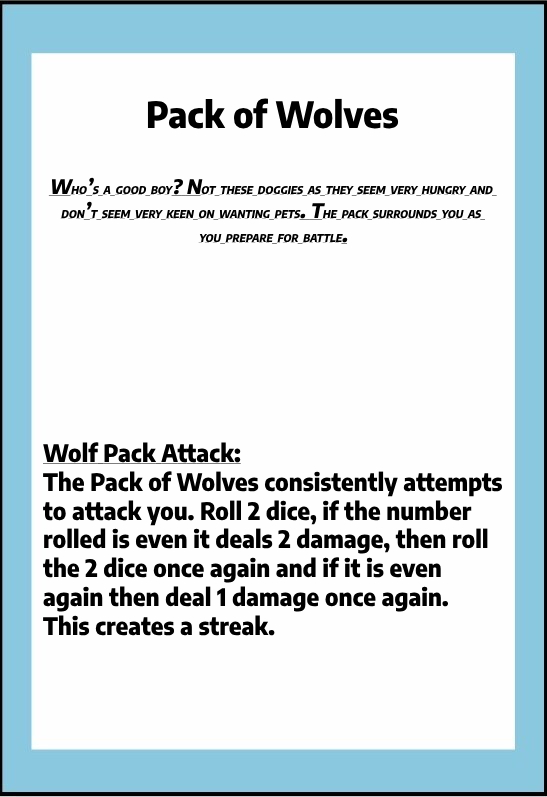 Pack of Wolves
Who's a good boy? Not these doggies as they seem very hungry and
don't seem very keen on wanting pets. The pack surrounds you as
you prepare for battle.
Wolf Pack Attack:
The Pack of Wolves consistently attempts
to attack you. Roll 2 dice, if the number
rolled is even it deals 2 damage, then roll
the 2 dice once again and if it is even
again then deal 1 damage once again.
This creates a streak.